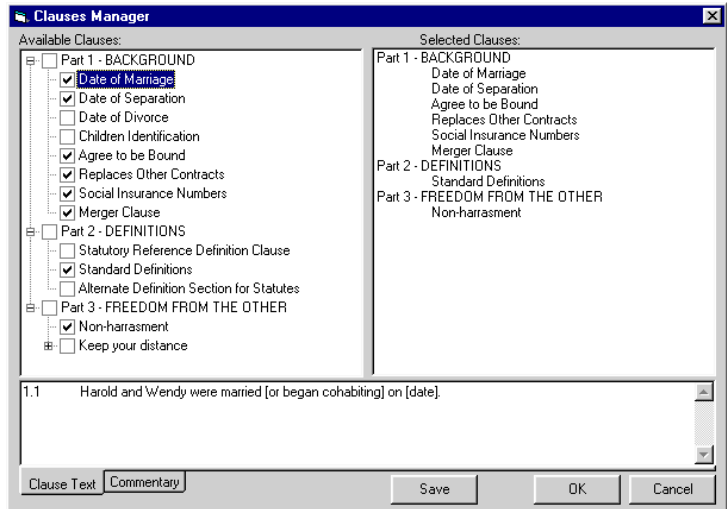 Clauses Manager
Available Clauses:
Part 1 - BACKGROUND
Date of Marriage
Date of Separation
Date of Divorce
Children Identification
Agree to be Bound
Replaces Other Contracts
Social Insurance Numbers
Merger Clause
Part 2 - DEFINITIONS
Statutory Reference Definition Clause
Standard Definitions
Alternate Definition Section for Statutes
Part 3 - FREEDOM FROM THE OTHER
Non-harrasment
Keep your distance
Selected Clauses:
Part 1 - BACKGROUND
Date of Marriage
Date of Separation
Agree to be Bound
Replaces Other Contracts
Social Insurance Numbers
Merger Clause
Part 2 - DEFINITIONS
Standard Definitions
Part 3 - FREEDOM FROM THE OTHER
Non-harrasment
1.1 Harold and Wendy were married [or began cohabiting] on [date].
Clause Text Commentary
Save OK Cancel